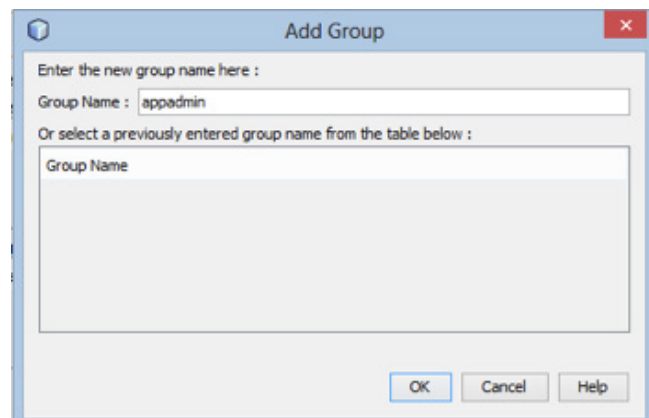 Add Group
Enter the new group name here :
Group Name : appadmin
Or select a previously entered group name from the table below :
Group Name
OK Cancel Help